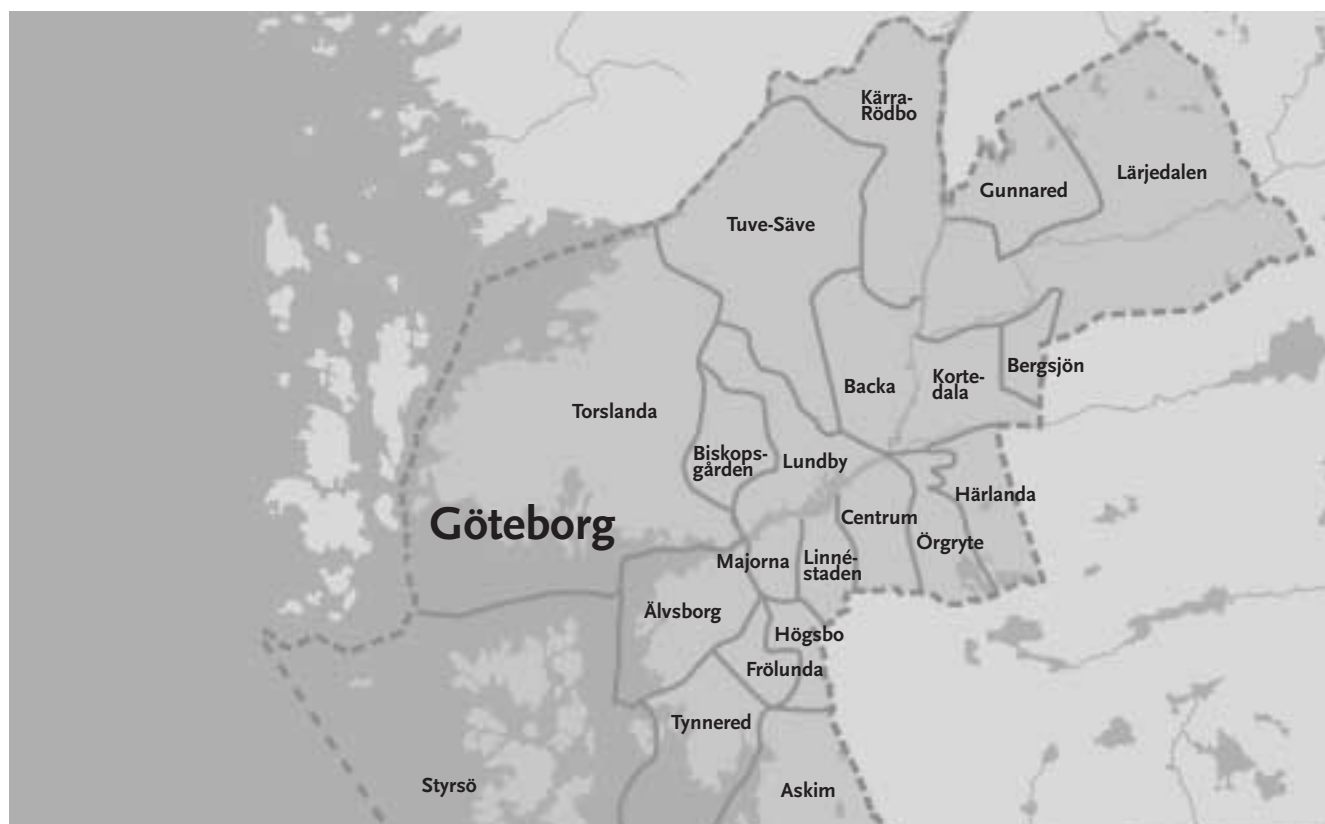 Kärra-
Rödbo
Lärjedalen
Gunnared
Tuve-Säve
Bergsjön
Backa
Korte-
dala
Torslanda
Biskops-
gården
Lundby
Härlanda
Göteborg
Centrum
Örgryte
Majorna
Linné-
staden
Älvsborg
Högsbo
Frölunda
Tynnered
Styrsö
Askim